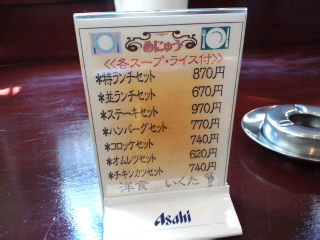 めにゅう
<<各スープ・ライス付>>
*特ランチセット 870円
*並ランチセット 670円
*ステーキセット 970円
*ハンバーグセット 770円
*コロッケセット 740円
*オムレツセット 620円
*チキンカツセット 740円
洋食 いくた
Asahi